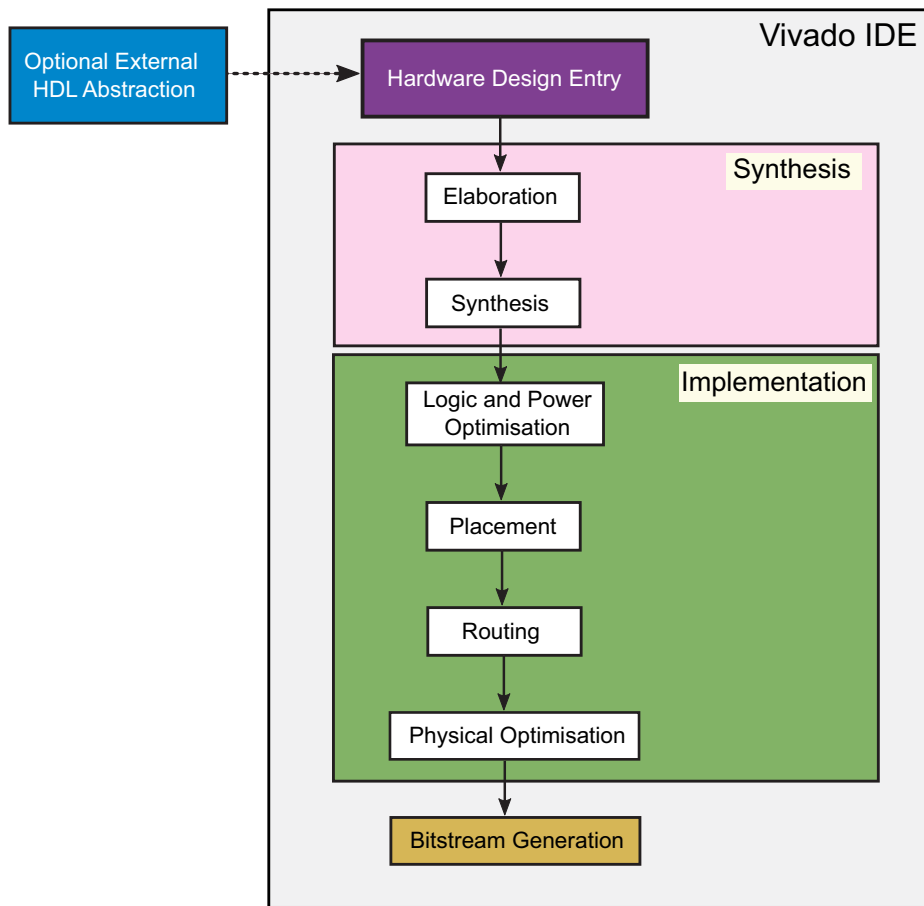 Vivado IDE
Optional External
HDL Abstraction
Hardware Design Entry
Synthesis
Elaboration
Synthesis
Implementation
Logic and Power
Optimisation
Placement
Routing
Physical Optimisation
Bitstream Generation